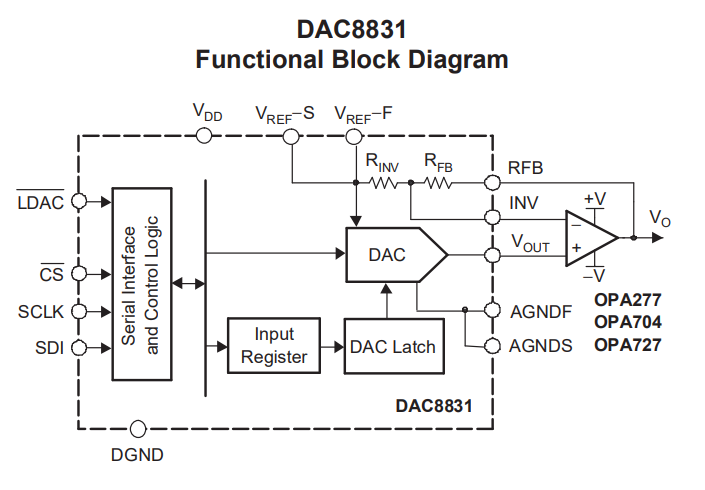 DAC8831
Functional Block Diagram
VDD
VREF−S
VREF−F
RINV
RFB
RFB
LDAC
INV
+V
VO
Serial Interface
and Control Logic
DAC
VOUT
−
+
CS
−V
SCLK
AGNDF
OPA277
OPA704
SDI
Input
Register
DAC Latch
AGNDS
OPA727
DAC8831
DGND